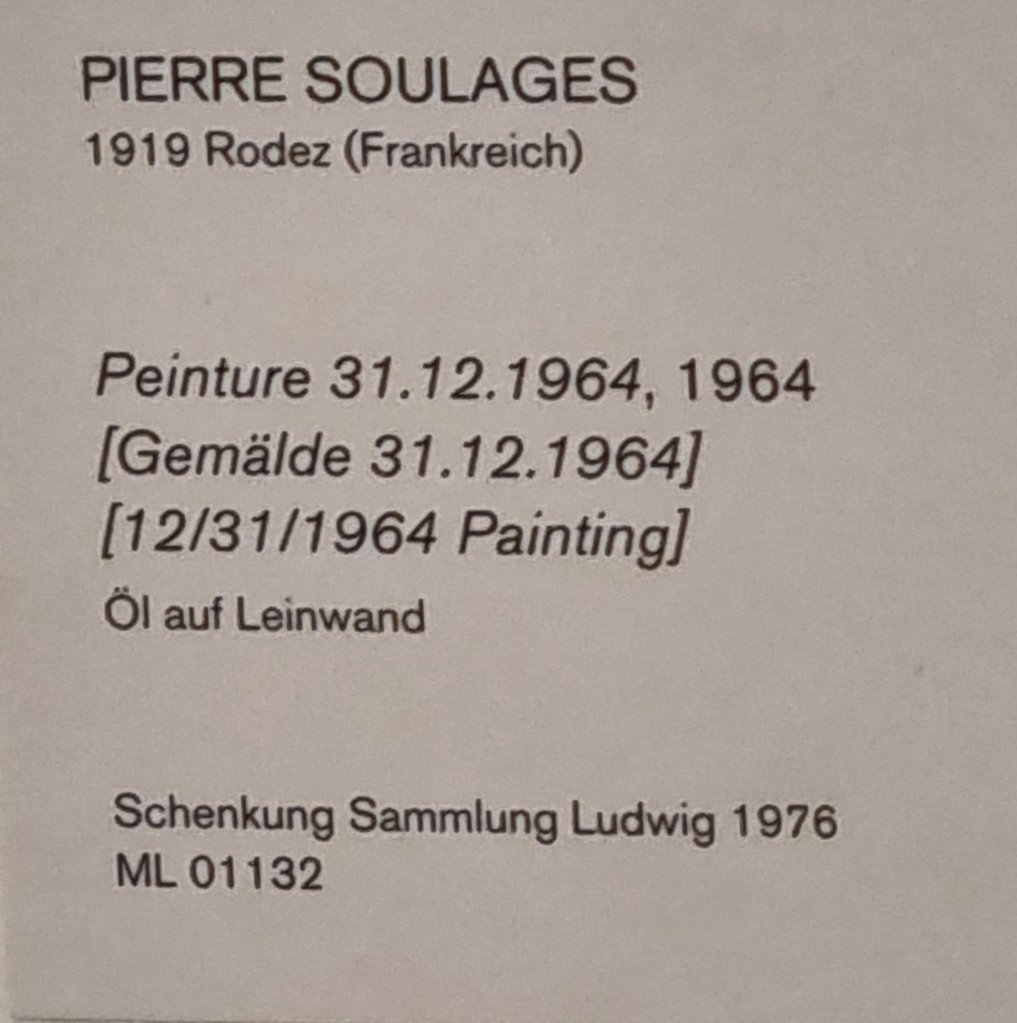 PIERRE SOULAGES
1919 Rodez (Frankreich)
Peinture 31.12.1964, 1964
[Gemälde 31.12.1964]
[12/31/1964 Painting]
Öl auf Leinwand
Schenkung Sammlung Ludwig 1976
ML 01132